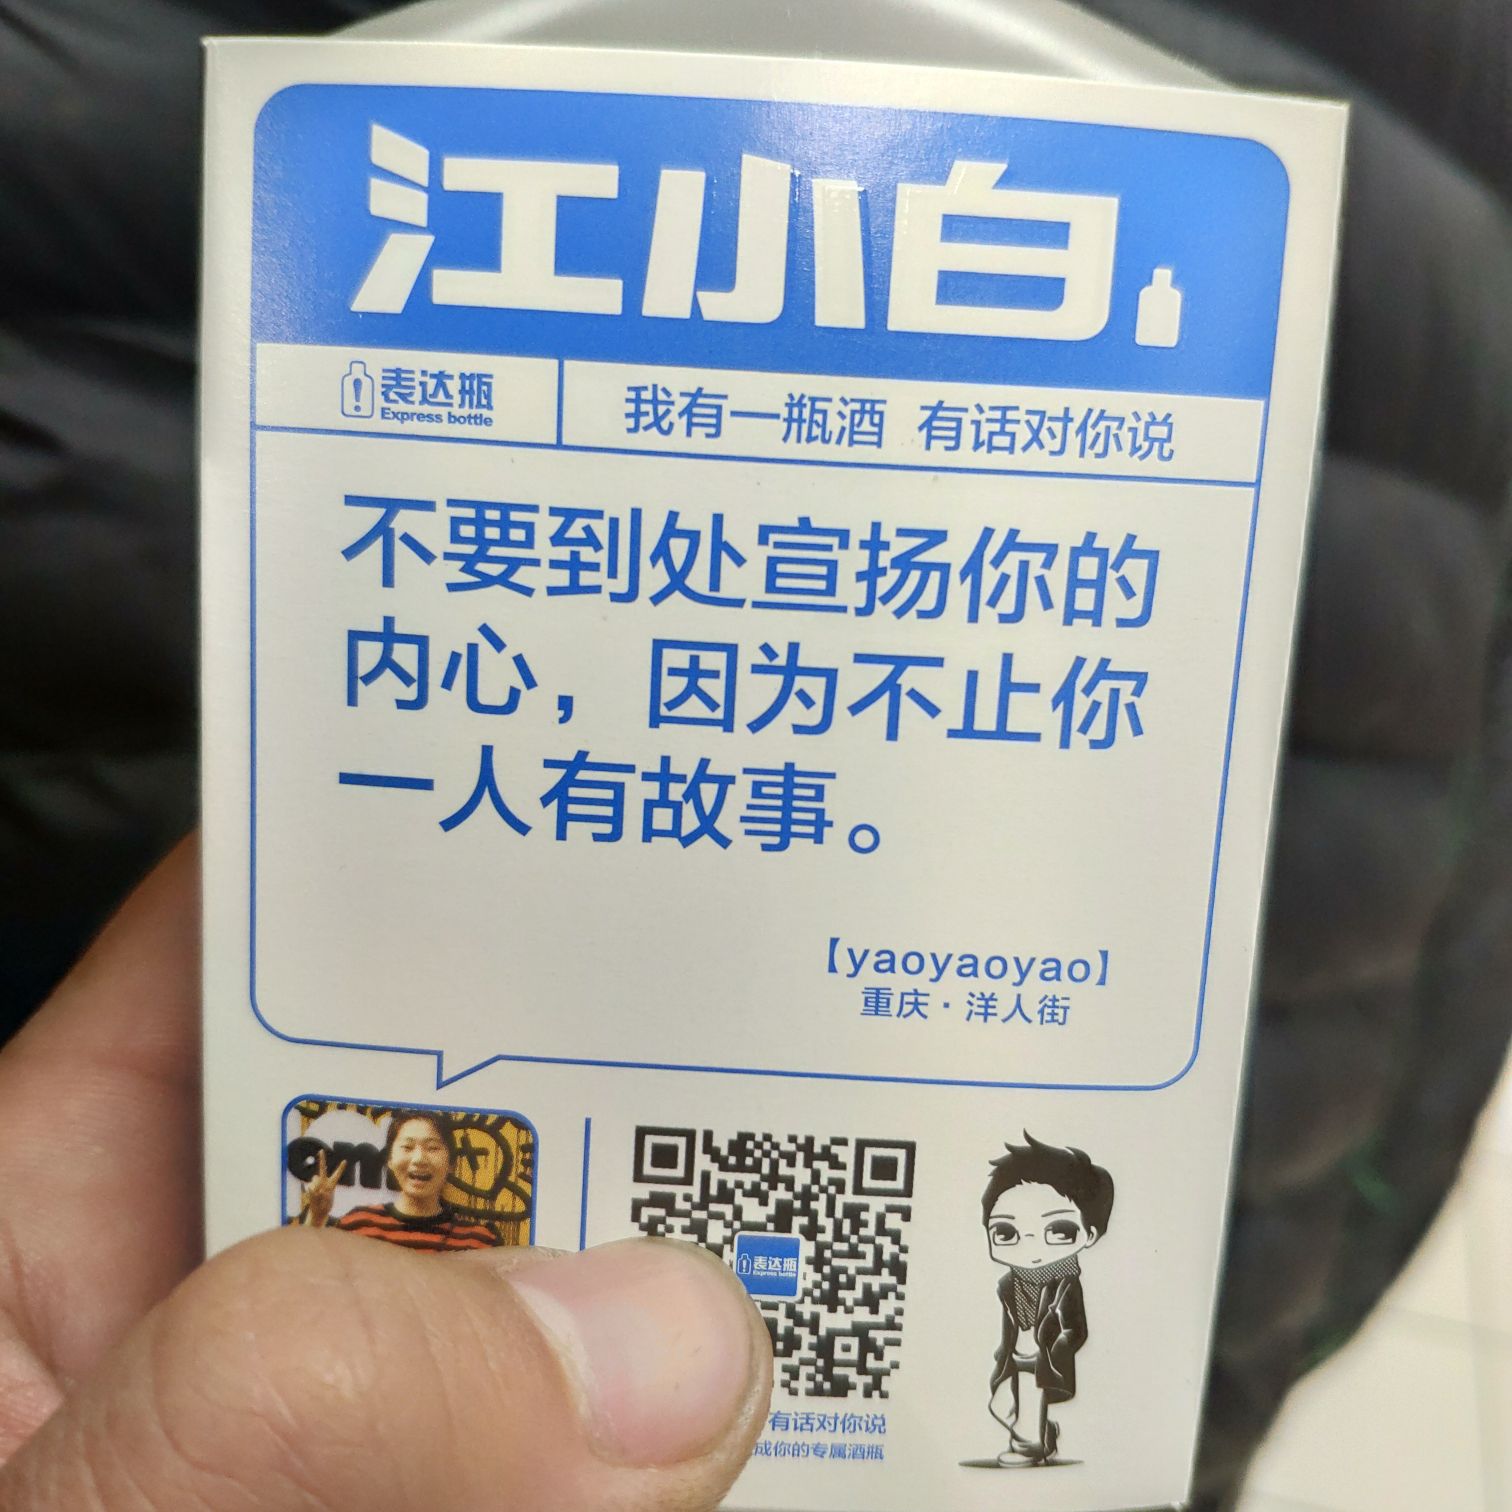 江小白
表达瓶
Express bottle
我有一瓶酒 有话对你说
不要到处宣扬你的
内心，因为不止你
一人有故事。
【yaoyaoyao】
重庆·洋人街
表达瓶
Express bottle
有话对你说
成你的专属酒瓶